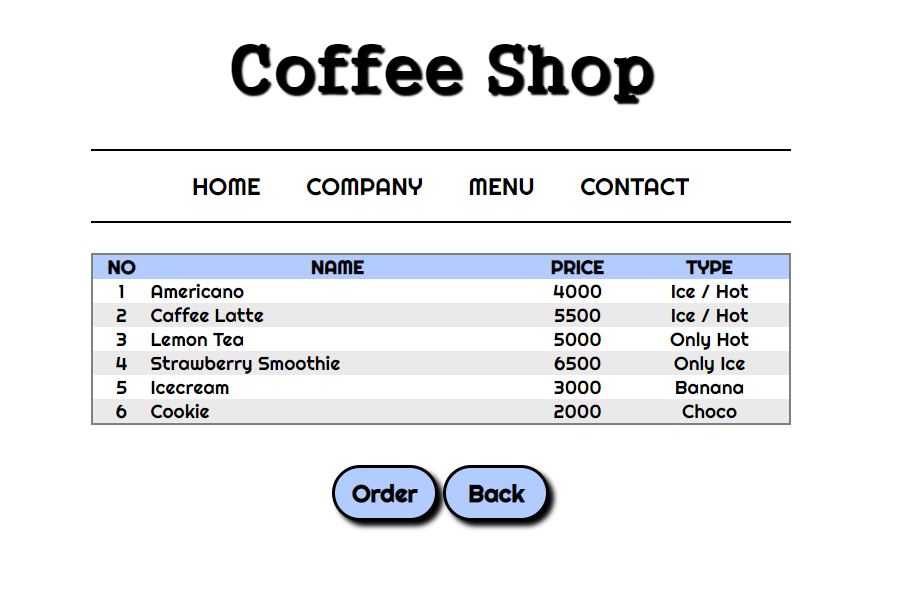 Coffee Shop
HOME COMPANY MENU CONTACT
NO NAME PRICE TYPE
1 Americano 4000 Ice / Hot
2 Caffee Latte 5500 Ice / Hot
3 Lemon Tea 5000 Only Hot
4 Strawberry Smoothie 6500 Only Ice
5 Icecream 3000 Banana
6 Cookie 2000 Choco
Order Back